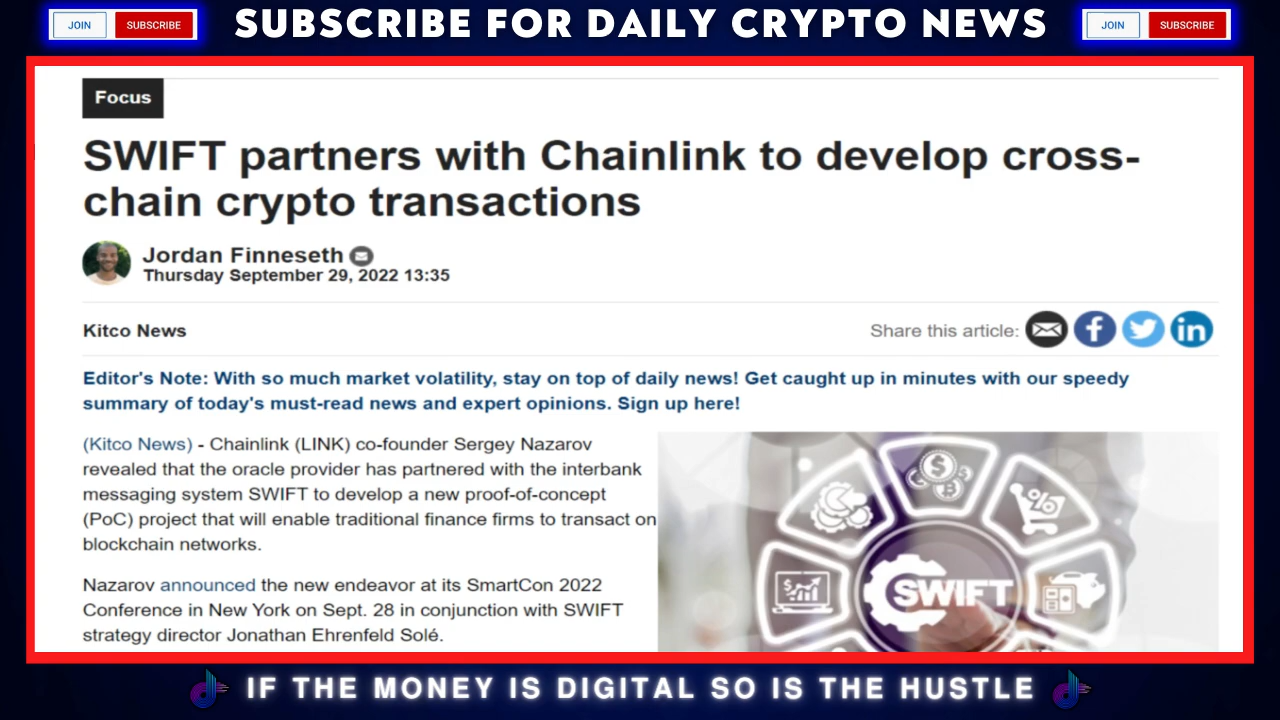 JOIN SUBSCRIBE SUBSCRIBE FOR DAILY CRYPTO NEWS JOIN SUBSCRIBE
Focus
SWIFT partners with Chainlink to develop cross-
chain crypto transactions
Jordan Finneseth
Thursday September 29, 2022 13:35
Kitco News Share this article:
Editor's Note: With so much market volatility, stay on top of daily news! Get caught up in minutes with our speedy
summary of today's must-read news and expert opinions. Sign up here!
(Kitco News) - Chainlink (LINK) co-founder Sergey Nazarov
revealed that the oracle provider has partnered with the interbank
messaging system SWIFT to develop a new proof-of-concept
(PoC) project that will enable traditional finance firms to transact on
blockchain networks.
Nazarov announced the new endeavor at its SmartCon 2022
Conference in New York on Sept. 28 in conjunction with SWIFT
strategy director Jonathan Ehrenfeld Solé.
SWIFT
IF THE MONEY IS DIGITAL SO IS THE HUSTLE